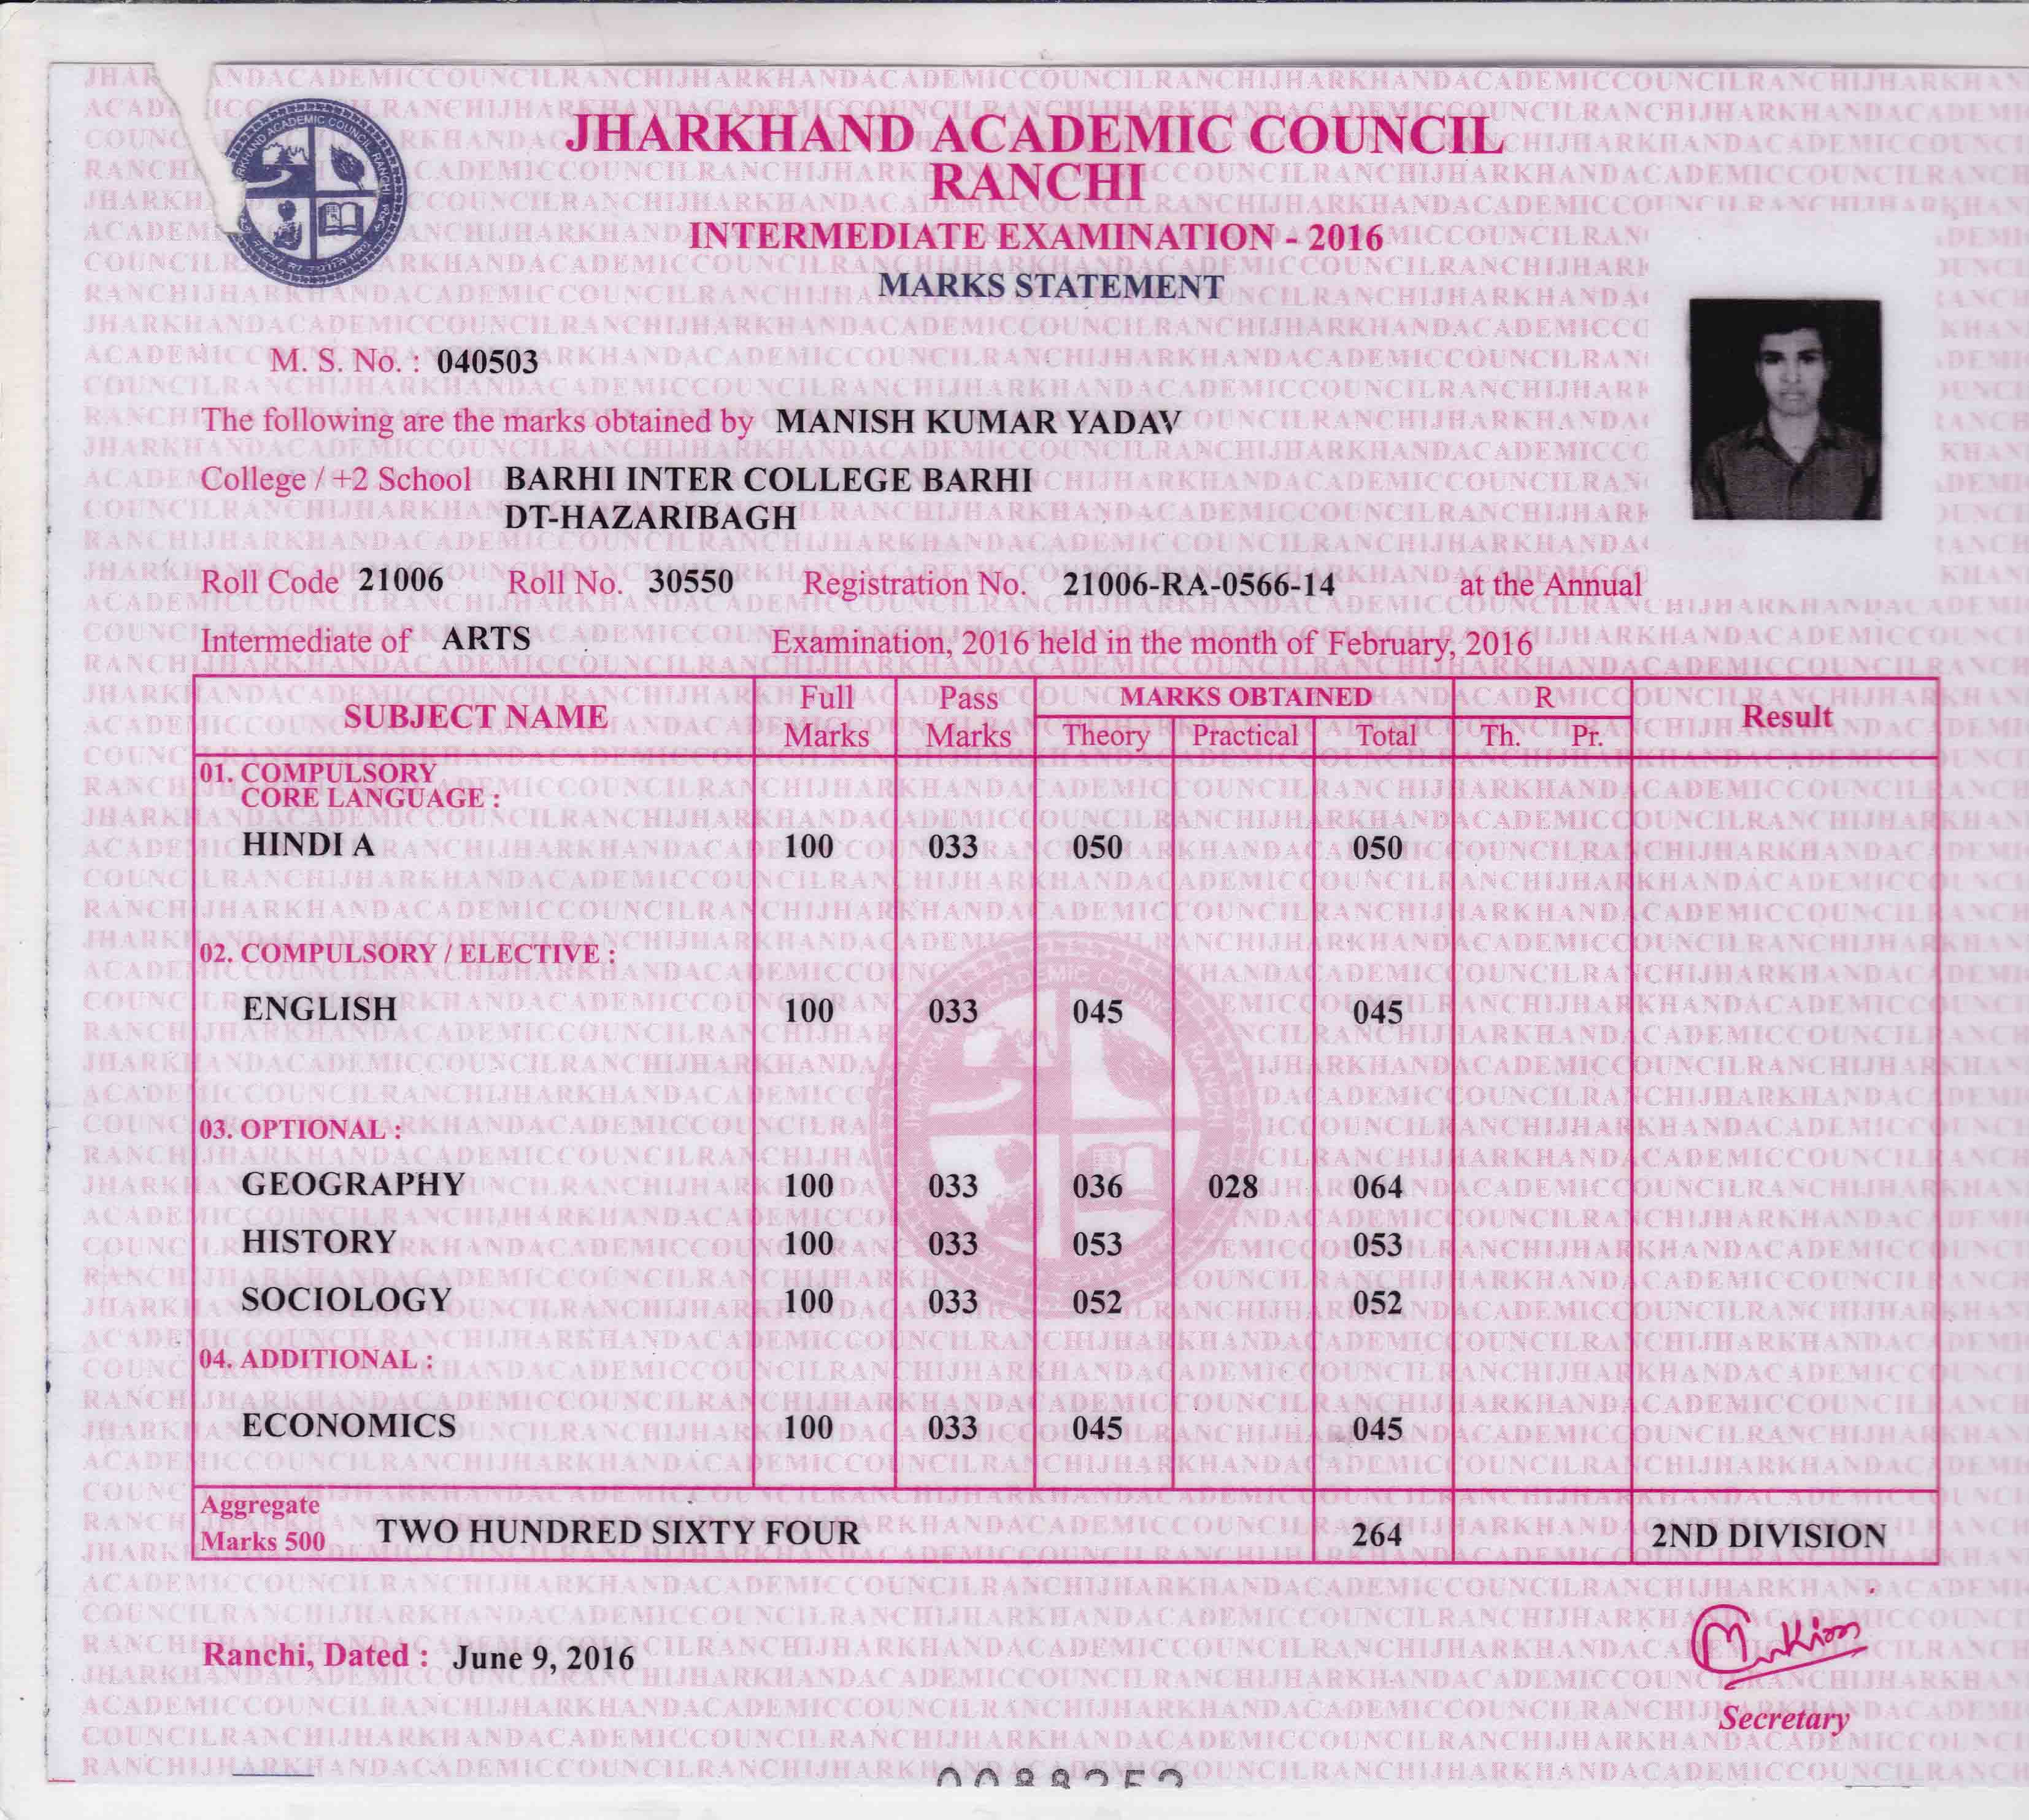 JHARKHAND ACADEMIC COUNCIL
RANCHI
INTERMEDIATE EXAMINATION - 2016
MARKS STATEMENT
M. S. No. : 040503
The following are the marks obtained by MANISH KUMAR YADAV
College / +2 School BARHI INTER COLLEGE BARHI
DT-HAZARIBAGH
Roll Code 21006 Roll No. 30550 Registration No. 21006-RA-0566-14 at the Annual
Intermediate of ARTS Examination, 2016 held in the month of February, 2016
SUBJECT NAME Full Marks Pass Marks MARKS OBTAINED R Result
Theory Practical Total Th. Pr.
01. COMPULSORY
CORE LANGUAGE :
HINDI A 100 033 050 050
02. COMPULSORY / ELECTIVE :
ENGLISH 100 033 045 045
03. OPTIONAL :
GEOGRAPHY 100 033 036 028 064
HISTORY 100 033 053 053
SOCIOLOGY 100 033 052 052
04. ADDITIONAL :
ECONOMICS 100 033 045 045
Aggregate
Marks 500 TWO HUNDRED SIXTY FOUR 264 2ND DIVISION
Ranchi, Dated : June 9, 2016
Secretary